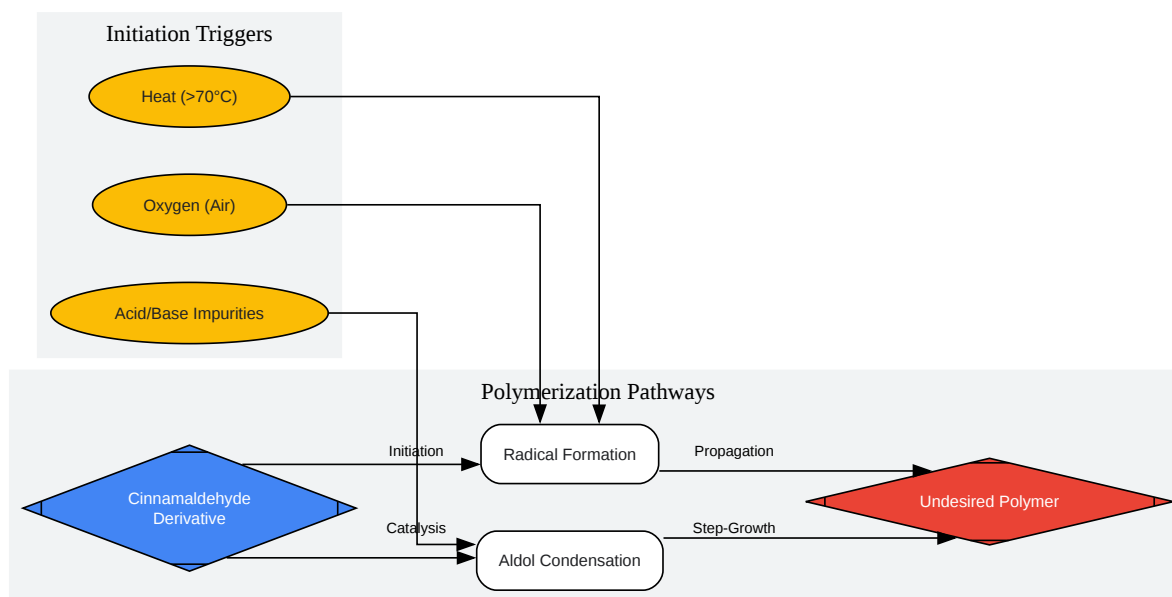 Initiation Triggers
Heat (>70°C)
Oxygen (Air)
Acid/Base Impurities
Polymerization Pathways
Cinnamaldehyde
Derivative
Initiation
Catalysis
Radical Formation
Aldol Condensation
Propagation
Step-Growth
Undesired Polymer